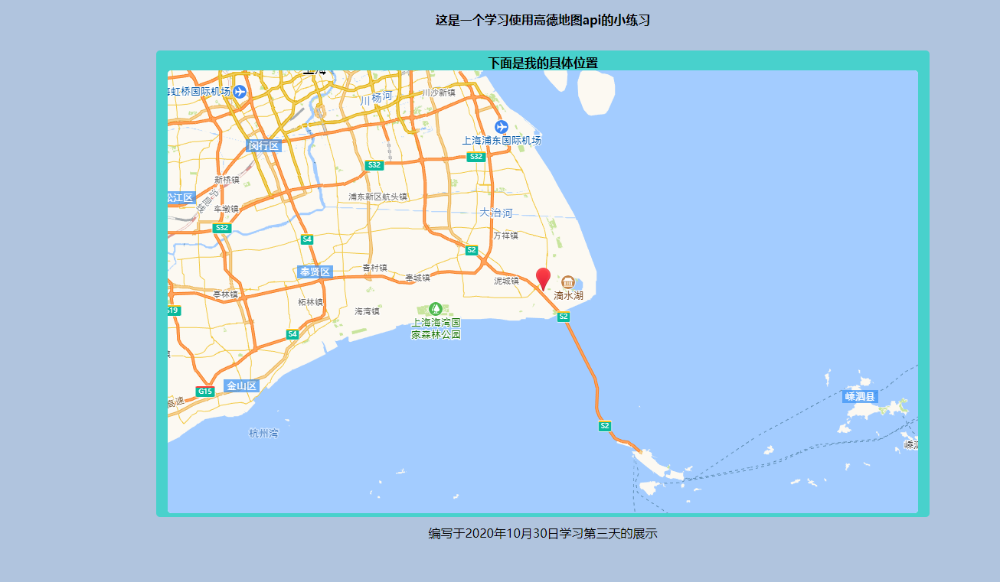 这是一个学习使用高德地图api的小练习
下面是我的具体位置
上海
虹桥国际机场
川杨河
川沙新镇
上海浦东国际机场
闵行区
S32
S32
新桥镇
松江区
沪昆线
车墩镇
浦东新区航头镇
大治河
S32
S4
万祥镇
S2
奉贤区
青村镇
奉城镇
泥城镇
滴水湖
亭林镇
柘林镇
海湾镇
S19
上海海湾国
家森林公园
S2
S4
金山区
G15
高速
嵊泗县
S2
杭州湾
嵊泗
编写于2020年10月30日学习第三天的展示